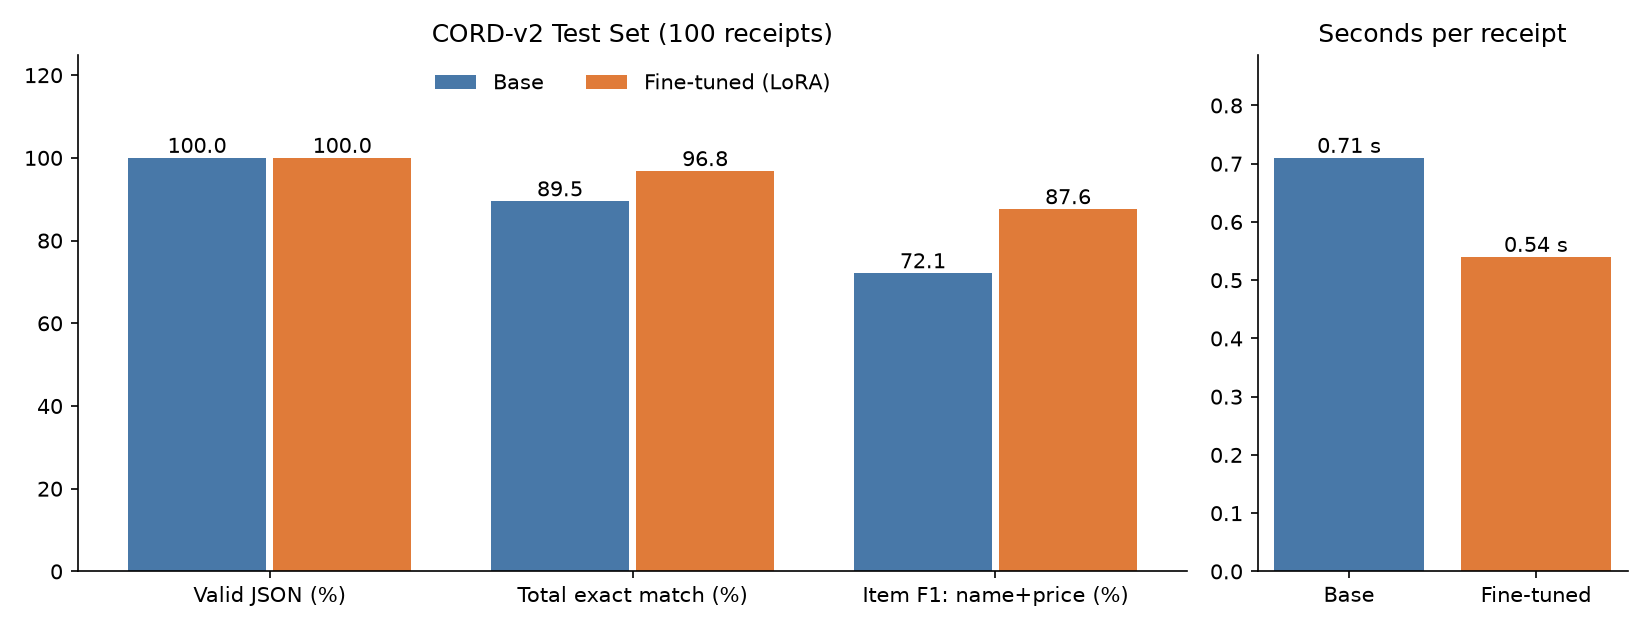 CORD-v2 Test Set (100 receipts)
Base
Fine-tuned (LoRA)
120
100
80
60
40
20
0
100.0
100.0
89.5
96.8
72.1
87.6
Valid JSON (%)
Total exact match (%)
Item F1: name+price (%)
Seconds per receipt
0.8
0.7
0.6
0.5
0.4
0.3
0.2
0.1
0.0
0.71 s
0.54 s
Base
Fine-tuned